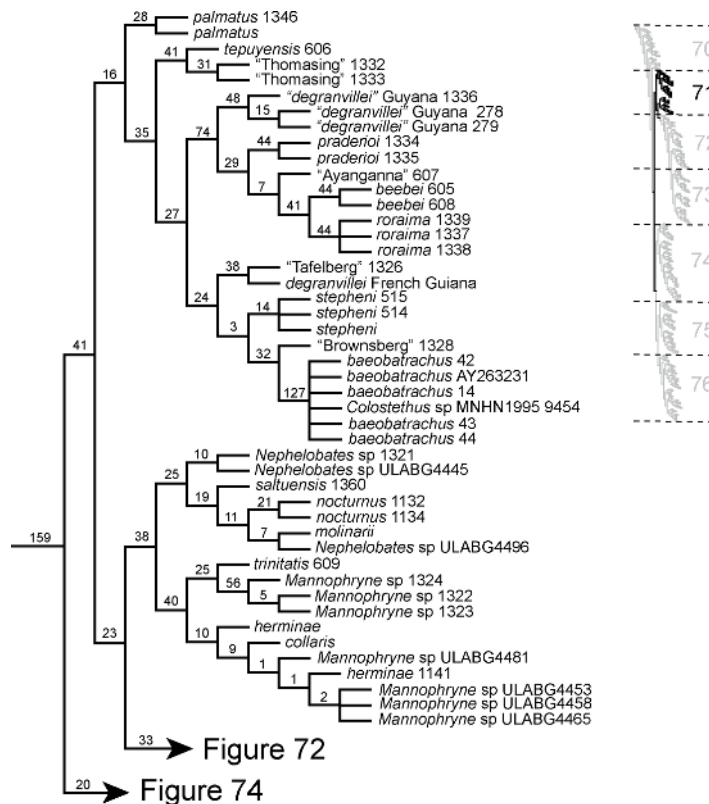 28
palmatus 1346
palmatus
16
41
tepuyensis 606
31
"Thomasing" 1332
"Thomasing" 1333
35
48
"degranvillei" Guyana 1336
15
"degranvillei" Guyana 278
"degranvillei" Guyana 279
74
44
praderioi 1334
praderioi 1335
29
7
"Ayanganna" 607
44
beebei 605
beebei 608
41
roraima 1339
44
roraima 1337
roraima 1338
27
38
"Tafelberg" 1326
degranvillei French Guiana
24
14
stepheni 515
stepheni 514
stepheni
3
32
"Brownsberg" 1328
baeobatrachus 42
baeobatrachus AY263231
127
baeobatrachus 14
Colostethus sp MNHN1995 9454
baeobatrachus 43
baeobatrachus 44
41
10
Nephelobates sp 1321
Nephelobates sp ULABG4445
25
saltuensis 1360
19
21
nocturnus 1132
nocturnus 1134
11
7
molinarii
Nephelobates sp ULABG4496
38
25
trinitatis 609
56
Mannophryne sp 1324
5
Mannophryne sp 1322
Mannophryne sp 1323
40
10
herminae
9
collaris
1
Mannophryne sp ULABG4481
1
herminae 1141
2
Mannophryne sp ULABG4453
Mannophryne sp ULABG4458
Mannophryne sp ULABG4465
159
23
33
Figure 72
20
Figure 74
70
71
72
73
74
75
76